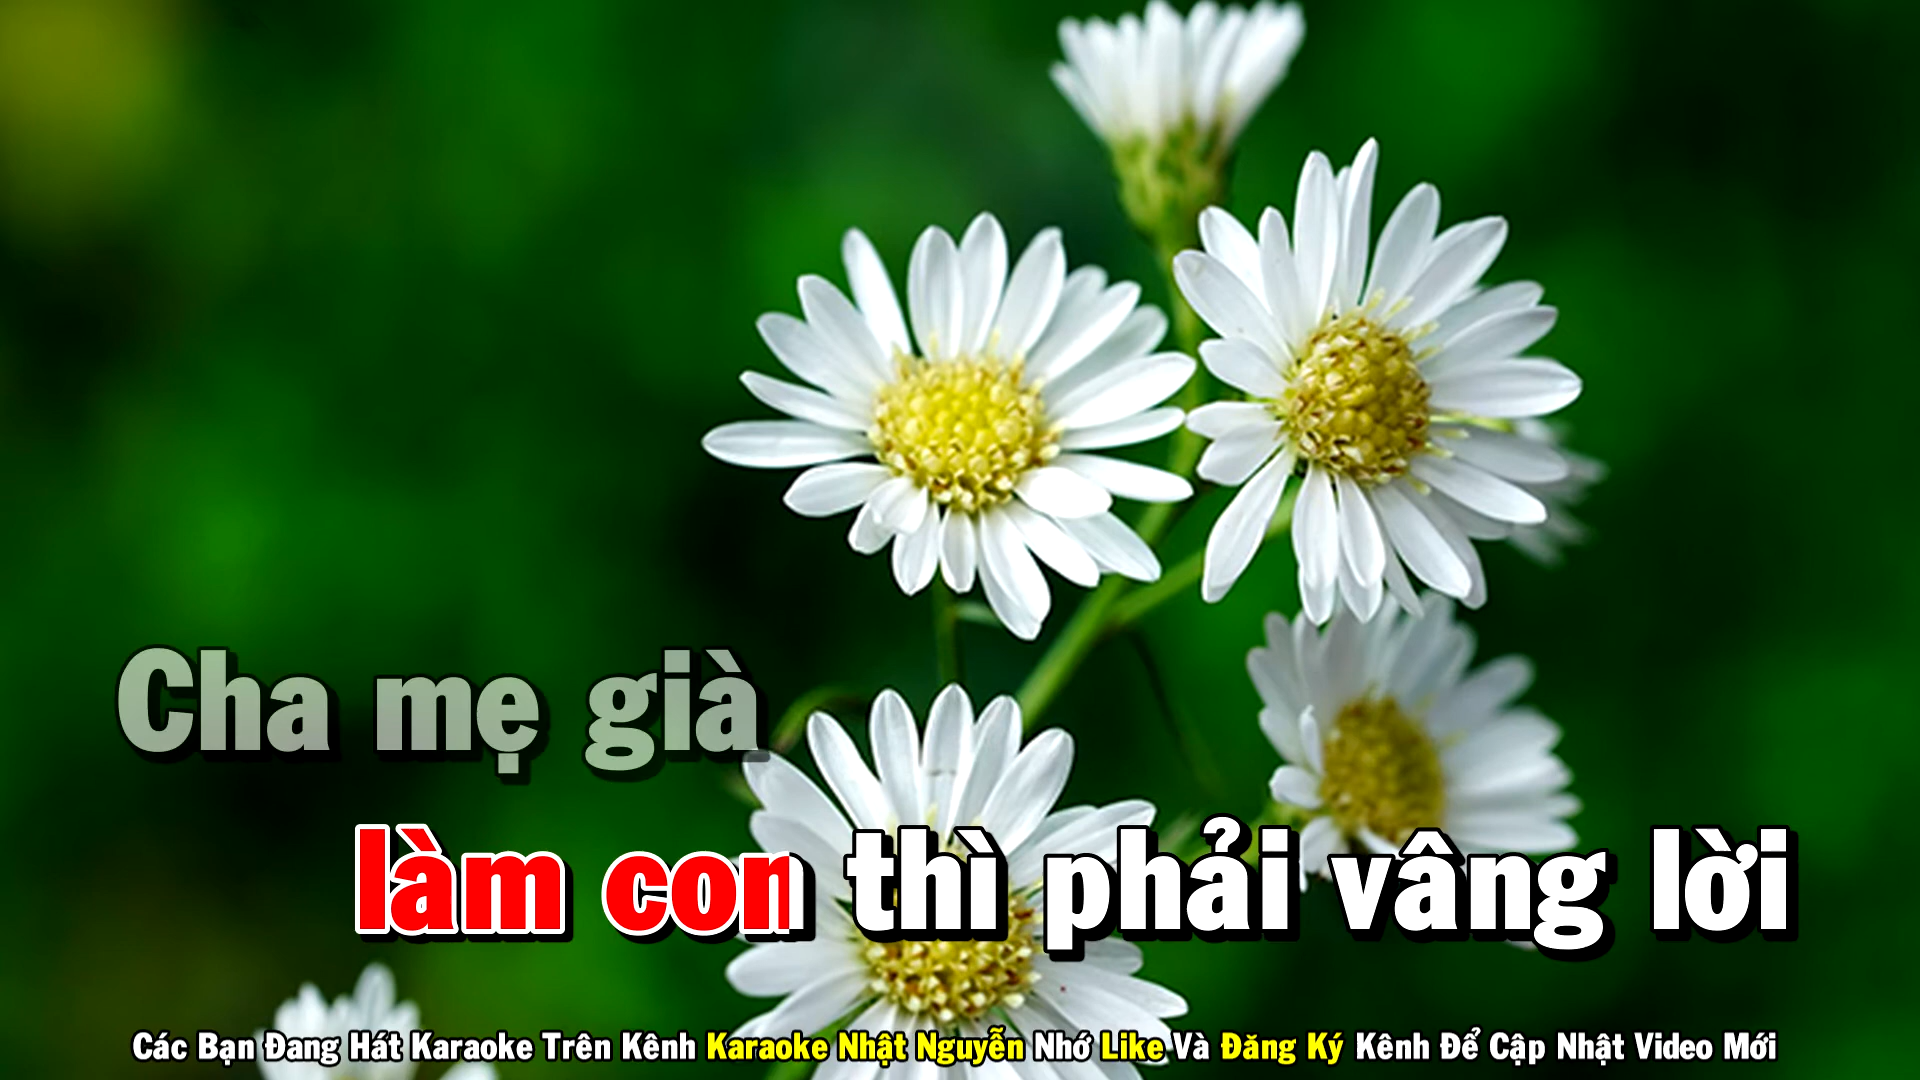 Cha mẹ già
làm con thì phải vâng lời
Các Bạn Đang Hát Karaoke Trên Kênh Karaoke Nhật Nguyễn Nhớ Like Và Đăng Ký Kênh Để Cập Nhật Video Mới